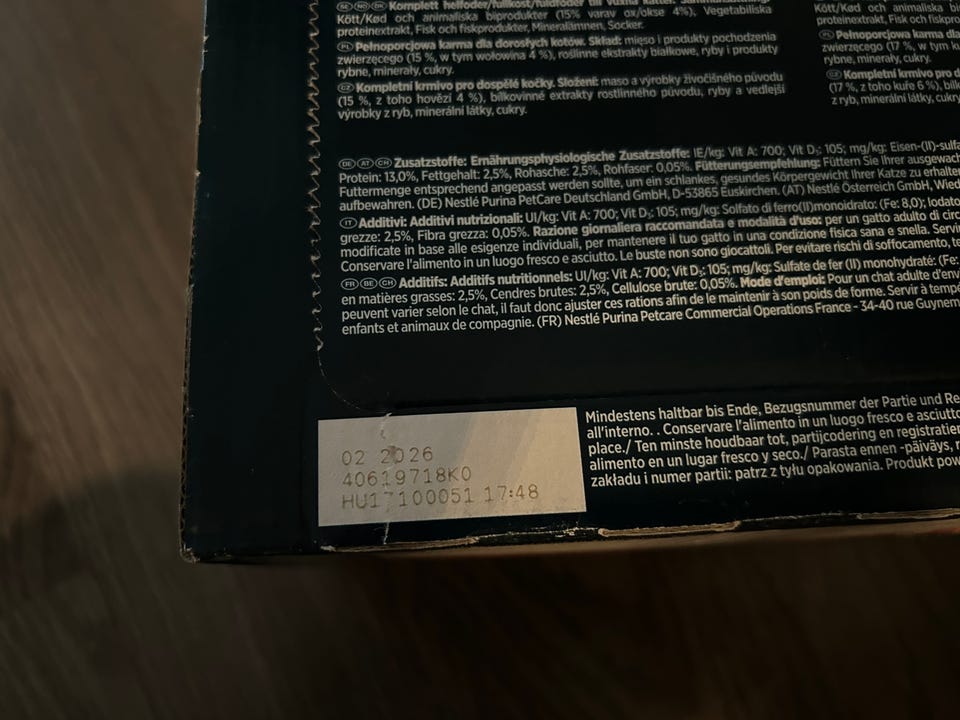 SE NO DK Komplett helfoder/fullkost/fuldfoder till vuxna katter.
Kött/Kød och animaliska biprodukter (15% varav ox/okse 4%), Vegetabiliska
proteinextrakt, Fisk och fiskprodukter, Mineralämnen, Socker.
PL Pełnoporcjowa karma dla dorosłych kotów. Skład: mięso i produkty pochodzenia
zwierzęcego (15 %, w tym wołowina 4 %), roślinne ekstrakty białkowe, ryby i produkty
rybne, minerały, cukry.
CZ Kompletní krmivo pro dospělé kočky. Složení: maso a výrobky živočišného původu
(15 %, z toho hovězí 4 %), bílkovinné extrakty rostlinného původu, ryby a vedlejší
výrobky z ryb, minerální látky, cukry.
Kött/Kød och animaliska
proteinextrakt, Fisk och fiskpro
PL Pełnoporcjowa karma dla
zwierzęcego (17 %, w tym
rybne, minerały, cukry.
CZ Kompletní krmivo pro d
(17 %, z toho kuře 6 %),
z ryb, minerální látky, cukry
DE AT CH Zusatzstoffe: Ernährungsphysiologische Zusatzstoffe: IE/kg: Vit A: 700; Vit D₃: 105; mg/kg: Eisen-(II)-sulfa
Protein: 13,0%, Fettgehalt: 2,5%, Rohasche: 2,5%, Rohfaser: 0,05%. Fütterungsempfehlung: Füttern Sie Ihrer ausgewach
Futtermenge entsprechend angepasst werden sollte, um ein schlankes, gesundes Körpergewicht Ihrer Katze zu erhalte
aufbewahren. (DE) Nestlé Purina PetCare Deutschland GmbH, D-53865 Euskirchen. (AT) Nestlé Österreich GmbH, Wied
IT Additivi: Additivi nutrizionali: UI/kg: Vit A: 700; Vit D₃: 105; mg/kg: Solfato di ferro(II)monoidrato: (Fe: 8,0); Iodato
grezze: 2,5%, Fibra grezza: 0,05%. Razione giornaliera raccomandata e modalità d'uso: per un gatto adulto di circ
modificate in base alle esigenze individuali, per mantenere il tuo gatto in una condizione fisica sana e snella. Servir
Conservare l'alimento in un luogo fresco e asciutto. Le buste non sono giocattoli. Per evitare rischi di soffocamento, te
FR BE CH Additifs: Additifs nutritionnels: UI/kg: Vit A: 700; Vit D₃: 105; mg/kg: Sulfate de fer (II) monohydraté: (Fe:
en matières grasses: 2,5%, Cendres brutes: 2,5%, Cellulose brute: 0,05%. Mode d'emploi: Pour un chat adulte d'env
peuvent varier selon le chat, il faut donc ajuster ces rations afin de le maintenir à son poids de forme. Servir à tempé
enfants et animaux de compagnie. (FR) Nestlé Purina Petcare Commercial Operations France - 34-40 rue Guynem
02 2026
40619718K0
HU17100051 17:48
Mindestens haltbar bis Ende, Bezugsnummer der Partie und Re
all'interno. . Conservare l'alimento in un luogo fresco e asciutto
place./ Ten minste houdbaar tot, partijcodering en registratien
alimento en un lugar fresco y seco./ Parasta ennen -päiväys, r
zakładu i numer partii: patrz z tyłu opakowania. Produkt pow